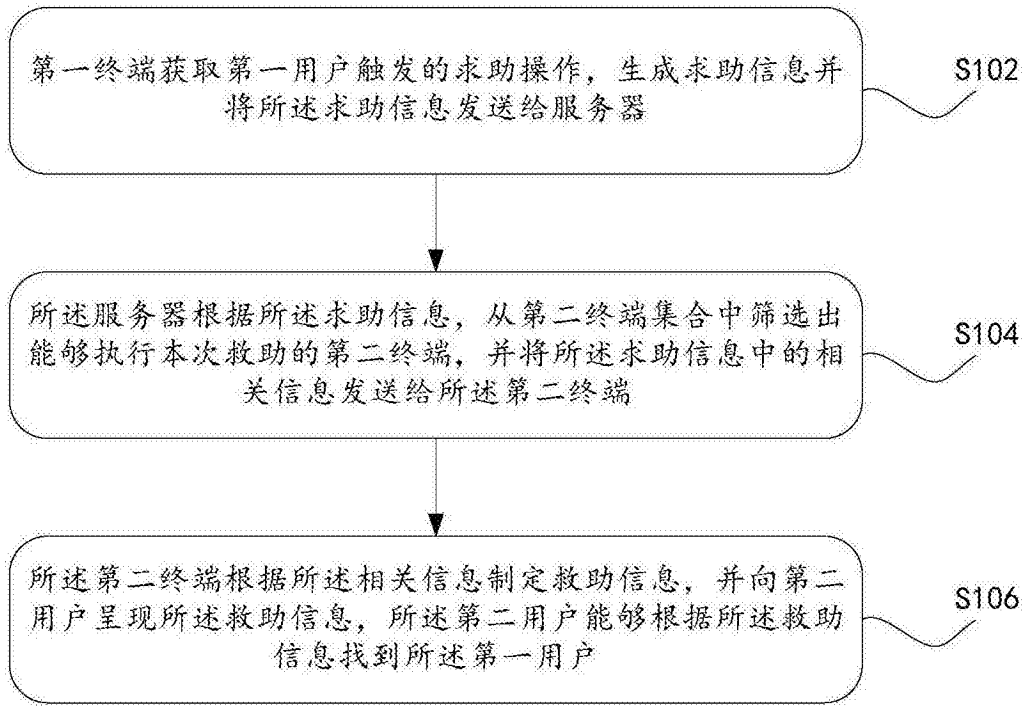 第一终端获取第一用户触发的求助操作，生成求助信息并
将所述求助信息发送给服务器
S102
所述服务器根据所述求助信息，从第二终端集合中筛选出
能够执行本次救助的第二终端，并将所述求助信息中的相
关信息发送给所述第二终端
S104
所述第二终端根据所述相关信息制定救助信息，并向第二
用户呈现所述救助信息，所述第二用户能够根据所述救助
信息找到所述第一用户
S106